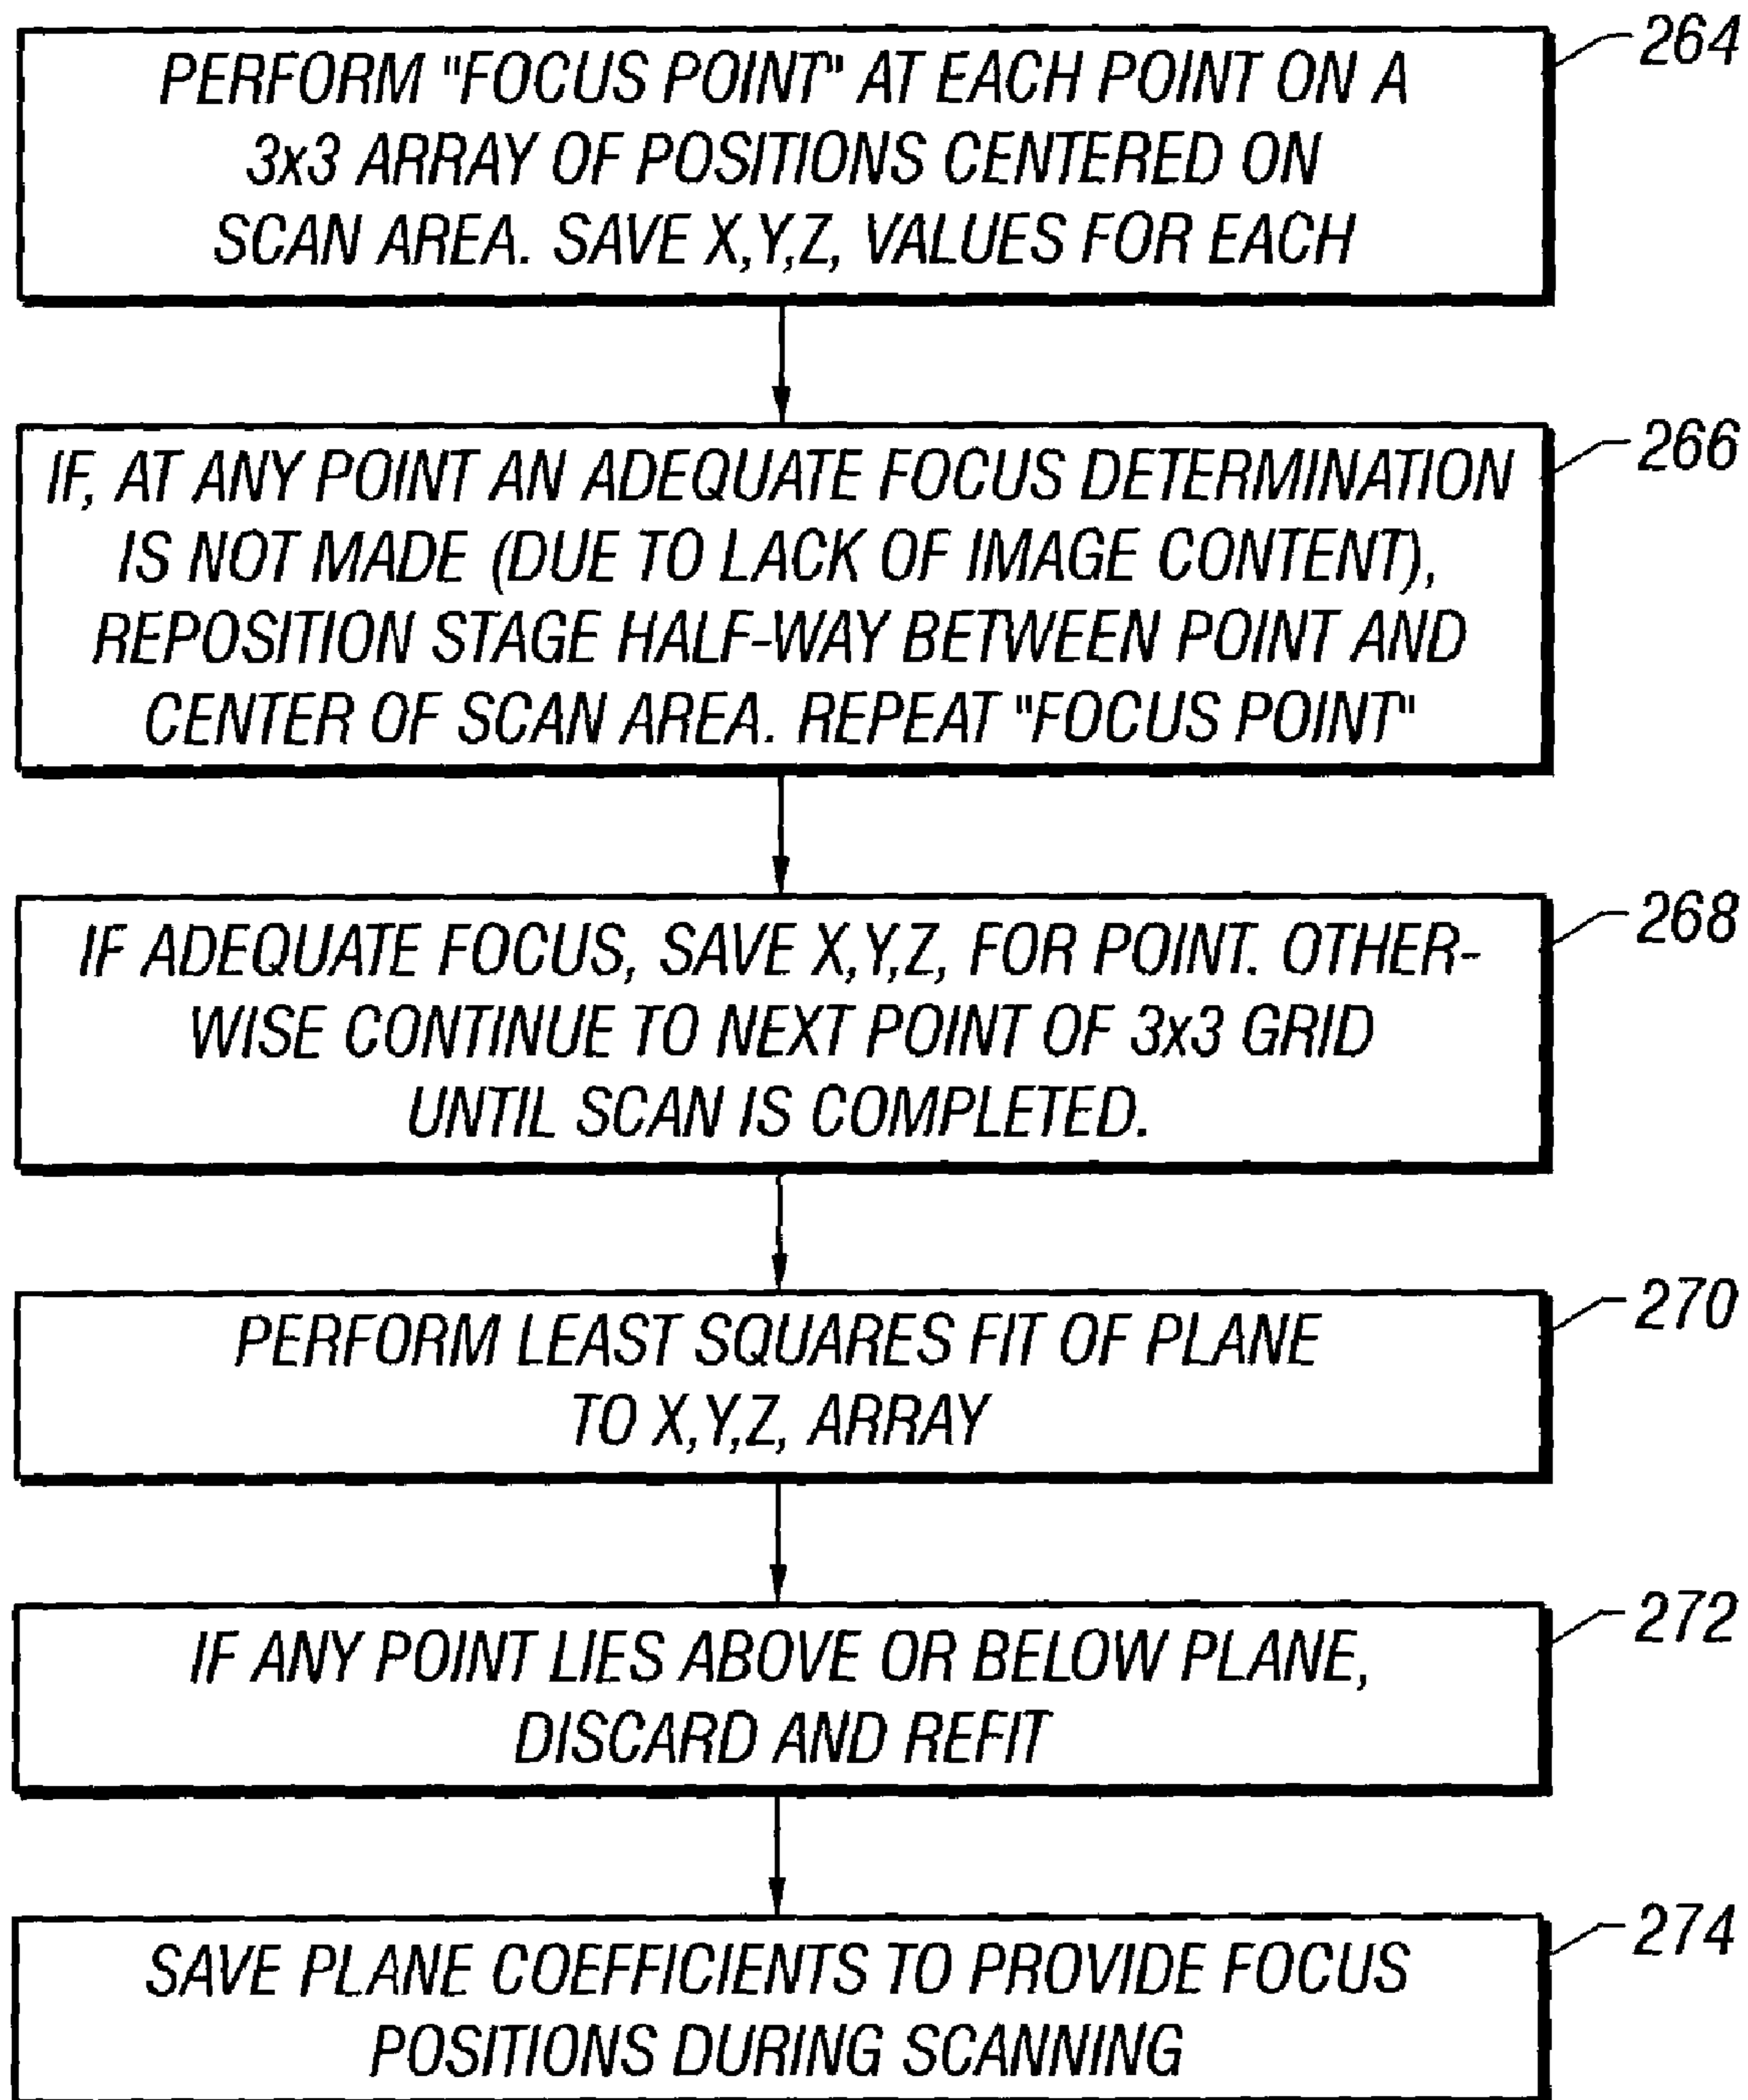 264
PERFORM "FOCUS POINT" AT EACH POINT ON A
3x3 ARRAY OF POSITIONS CENTERED ON
SCAN AREA. SAVE X,Y,Z, VALUES FOR EACH
266
IF, AT ANY POINT AN ADEQUATE FOCUS DETERMINATION
IS NOT MADE (DUE TO LACK OF IMAGE CONTENT),
REPOSITION STAGE HALF-WAY BETWEEN POINT AND
CENTER OF SCAN AREA. REPEAT "FOCUS POINT"
268
IF ADEQUATE FOCUS, SAVE X,Y,Z, FOR POINT. OTHER-
WISE CONTINUE TO NEXT POINT OF 3x3 GRID
UNTIL SCAN IS COMPLETED.
270
PERFORM LEAST SQUARES FIT OF PLANE
TO X,Y,Z, ARRAY
272
IF ANY POINT LIES ABOVE OR BELOW PLANE,
DISCARD AND REFIT
274
SAVE PLANE COEFFICIENTS TO PROVIDE FOCUS
POSITIONS DURING SCANNING